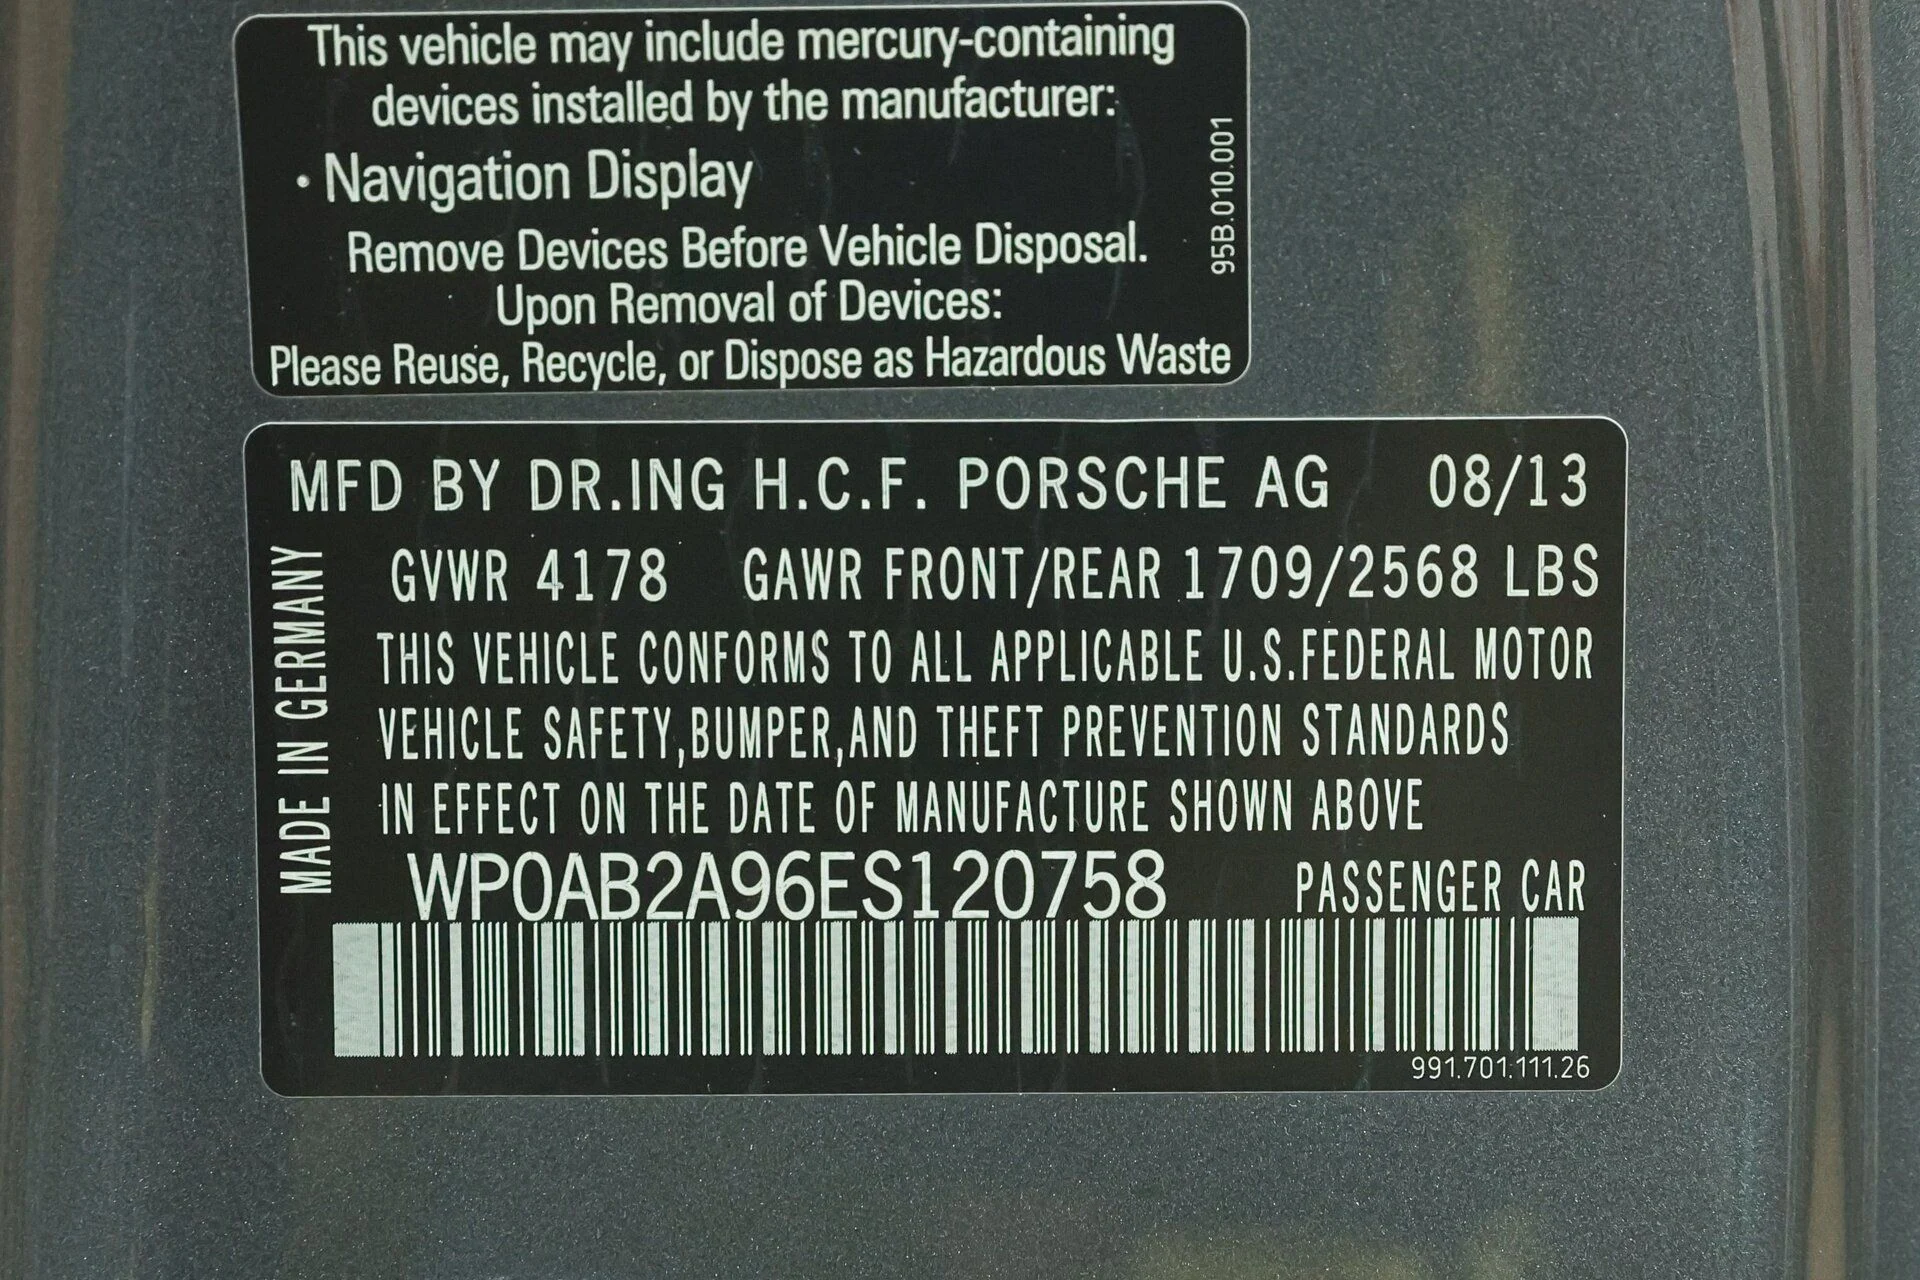 This vehicle may include mercury-containing
devices installed by the manufacturer:
• Navigation Display
Remove Devices Before Vehicle Disposal.
Upon Removal of Devices:
Please Reuse, Recycle, or Dispose as Hazardous Waste
95B.010.001
MFD BY DR.ING H.C.F. PORSCHE AG 08/13
GVWR 4178 GAWR FRONT/REAR 1709/2568 LBS
THIS VEHICLE CONFORMS TO ALL APPLICABLE U.S.FEDERAL MOTOR
VEHICLE SAFETY,BUMPER,AND THEFT PREVENTION STANDARDS
IN EFFECT ON THE DATE OF MANUFACTURE SHOWN ABOVE
WP0AB2A96ES120758 PASSENGER CAR
MADE IN GERMANY
991.701.111.26